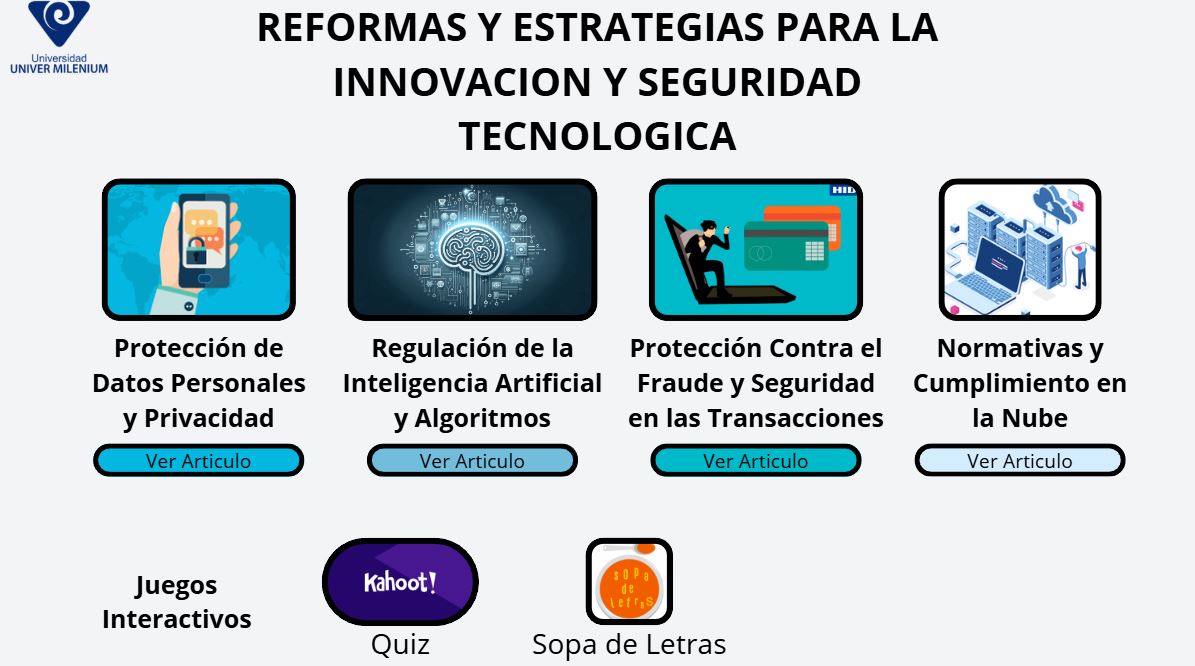 Universidad
UNIVER MILENIUM
REFORMAS Y ESTRATEGIAS PARA LA
INNOVACION Y SEGURIDAD
TECNOLOGICA
HID
Protección de
Datos Personales
y Privacidad
Ver Articulo
Regulación de la
Inteligencia Artificial
y Algoritmos
Ver Articulo
Protección Contra el
Fraude y Seguridad
en las Transacciones
Ver Articulo
Normativas y
Cumplimiento en
la Nube
Ver Articulo
Juegos
Interactivos
Kahoot!
Quiz
sopa
de
letras
Sopa de Letras